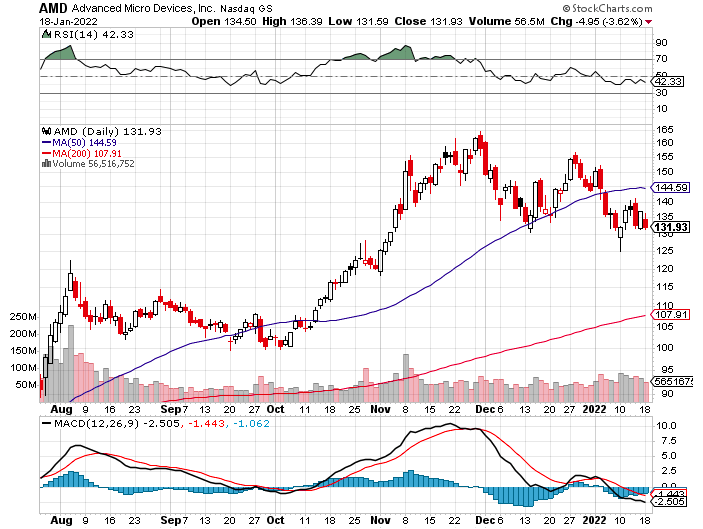 AMD Advanced Micro Devices, Inc. Nasdaq GS © StockCharts.com
18-Jan-2022 Open 134.50 High 136.39 Low 131.59 Close 131.93 Volume 56.5M Chg -4.95 (-3.62%)
RSI(14) 42.33
90
70
50
42.33
30
10
AMD (Daily) 131.93
MA(50) 144.59
MA(200) 107.91
Volume 56,516,752
165
160
155
150
144.59
140
135
131.93
130
125
120
115
110
107.91
105
100
95
90
250M
200M
150M
100M
50M
Aug 9 16 23 Sep 7 13 20 27 Oct 11 18 25 Nov 8 15 22 Dec 6 13 20 27 2022 10 18
MACD(12,26,9) -2.505, -1.443, -1.062
10.0
7.5
5.0
2.5
0.0
-1.443
-2.505
Aug 9 16 23 Sep 7 13 20 27 Oct 11 18 25 Nov 8 15 22 Dec 6 13 20 27 2022 10 18